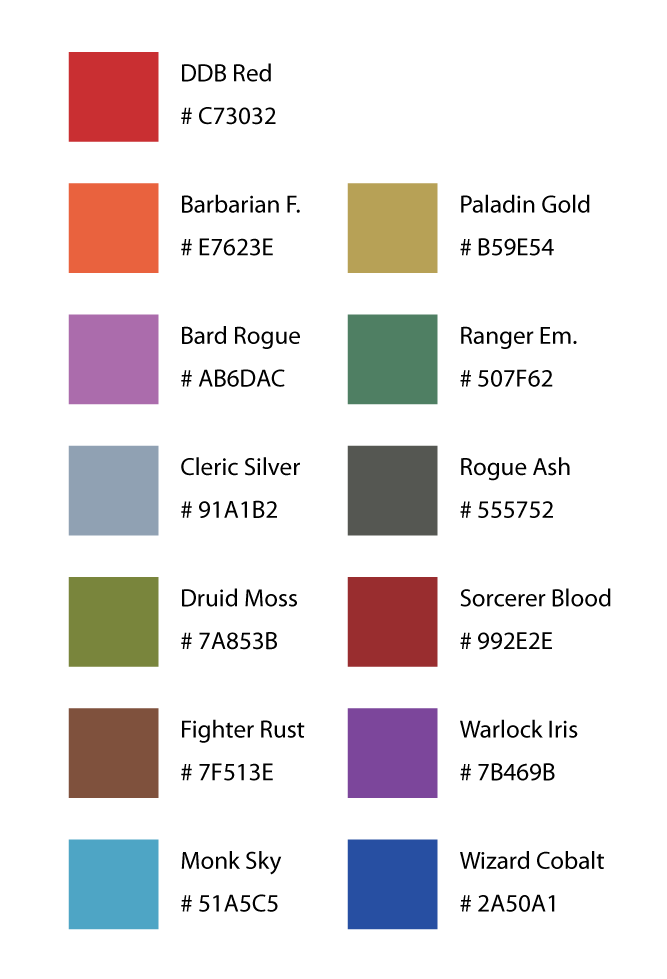 DDB Red
# C73032
Barbarian F.
# E7623E
Paladin Gold
# B59E54
Bard Rogue
# AB6DAC
Ranger Em.
# 507F62
Cleric Silver
# 91A1B2
Rogue Ash
# 555752
Druid Moss
# 7A853B
Sorcerer Blood
# 992E2E
Fighter Rust
# 7F513E
Warlock Iris
# 7B469B
Monk Sky
# 51A5C5
Wizard Cobalt
# 2A50A1